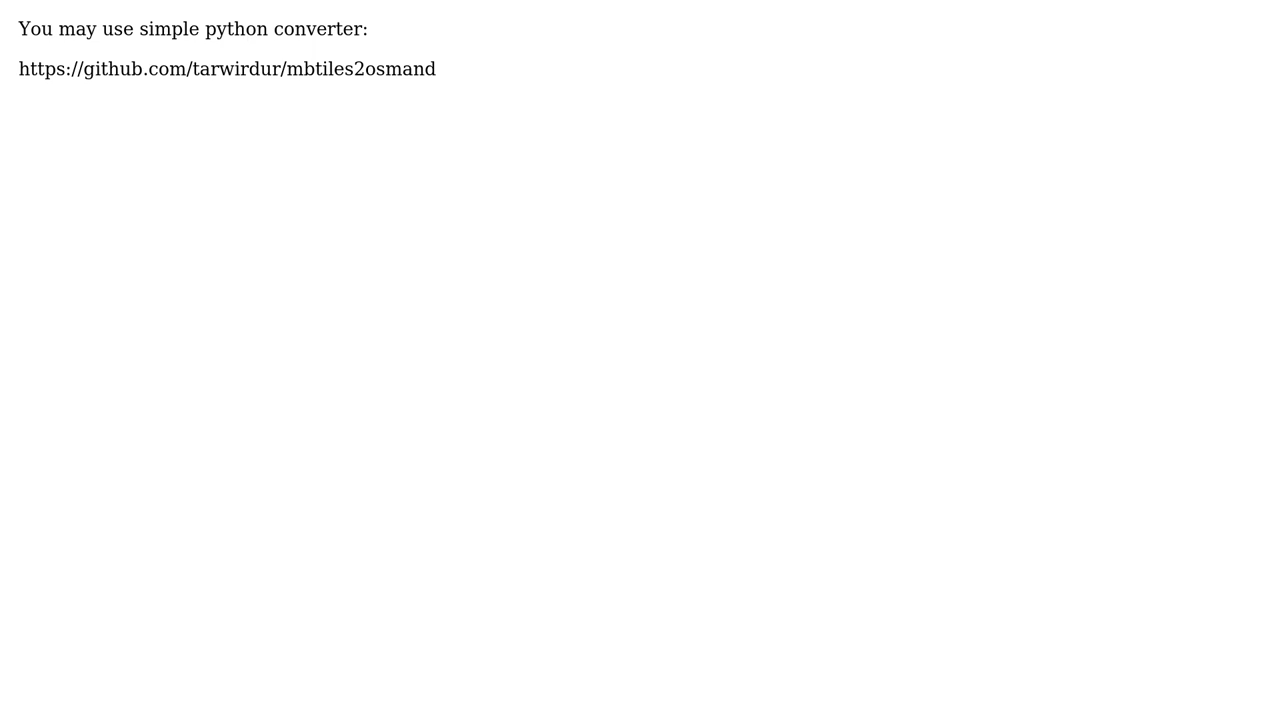 You may use simple python converter:
https://github.com/tarwirdur/mbtiles2osmand